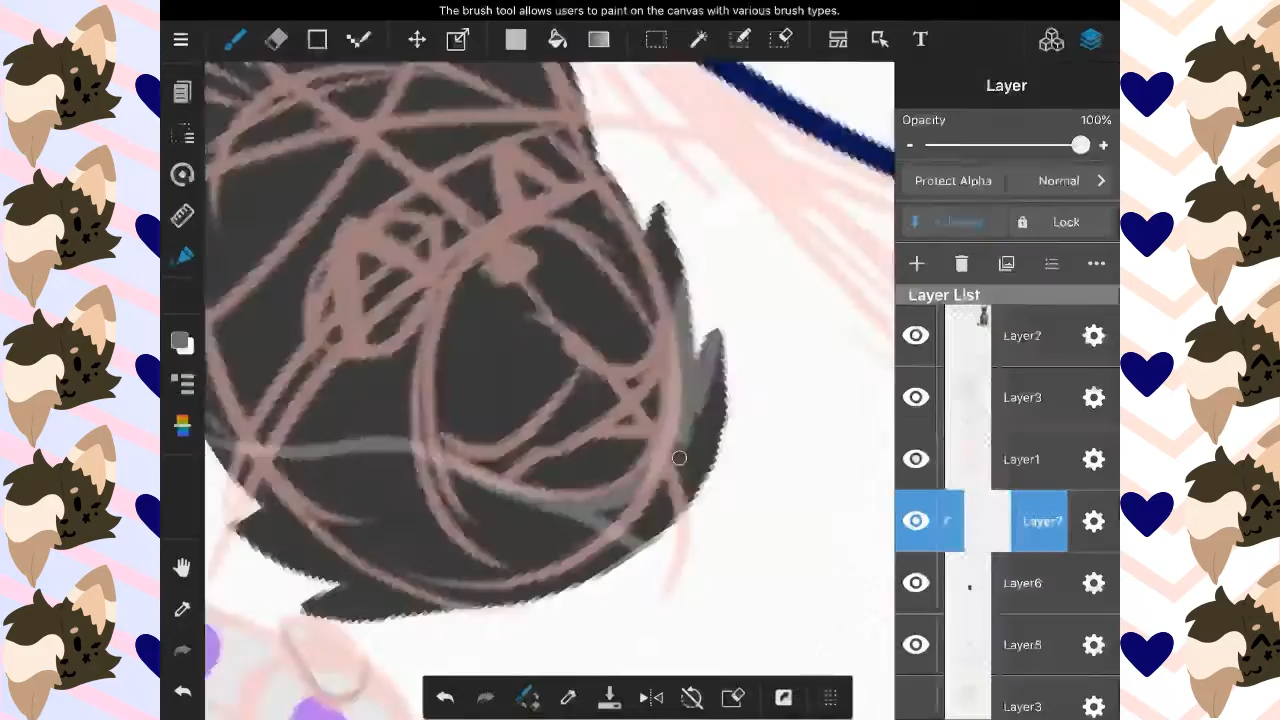 The brush tool allows users to paint on the canvas with various brush types.
T
Layer
Opacity 100%
- +
Protect Alpha Normal
Lock
Layer List
Layer2
Layer3
Layer1
Layer7
Layer6
Layer5
Layer3